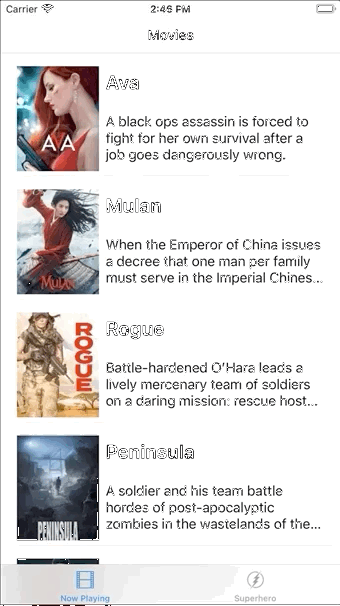 Carrier 2:46 PM
Movies
Ava
A black ops assassin is forced to
fight for her own survival after a
job goes dangerously wrong.
AA
Mulan
When the Emperor of China issues
a decree that one man per family
must serve in the Imperial Chines...
MULAN
Rogue
Battle-hardened O'Hara leads a
lively mercenary team of soldiers
on a daring mission: rescue host...
ROGUE
Peninsula
A soldier and his team battle
hordes of post-apocalyptic
zombies in the wastelands of the...
PENINSULA
Now Playing Superhero